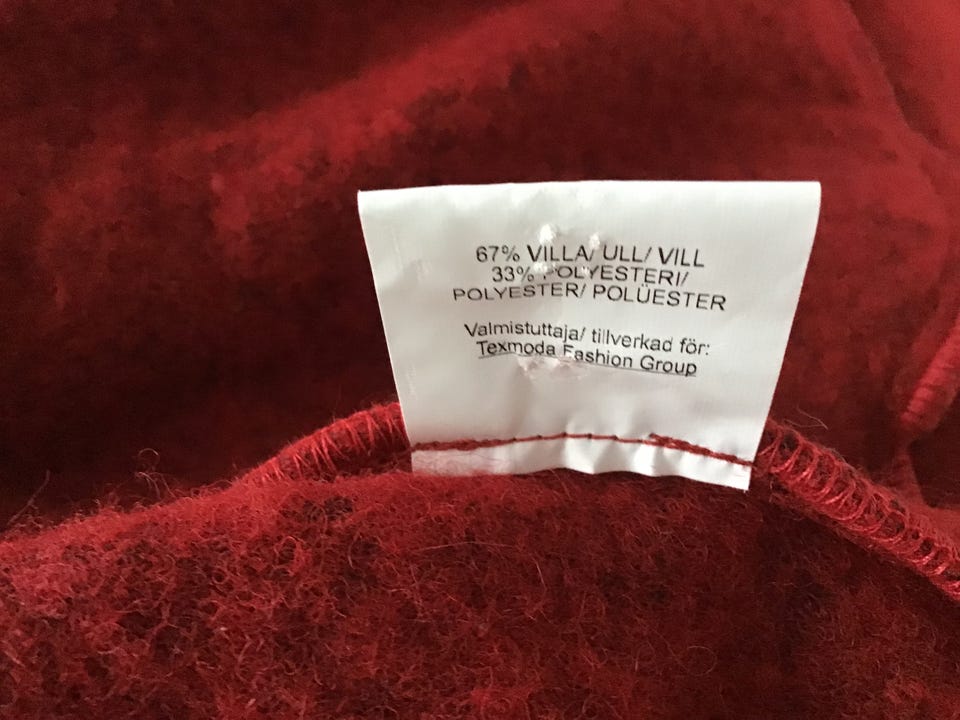 67% VILLA/ ULL/ VILL
33% POLYESTERI/
POLYESTER/ POLÜESTER
Valmistuttaja/ tillverkad för:
Texmoda Fashion Group